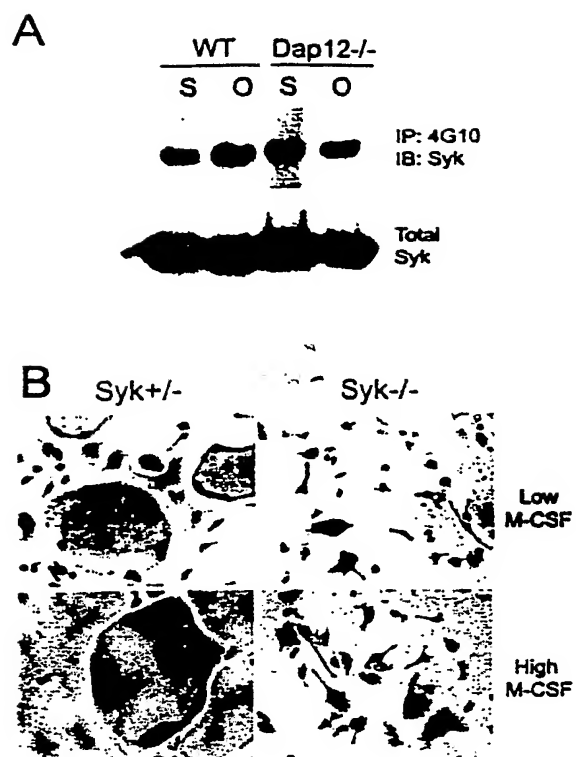 A
WT Dap12-/-
S O S O
IP: 4G10
IB: Syk
Total
Syk
B
Syk+/- Syk-/-
Low
M-CSF
High
M-CSF